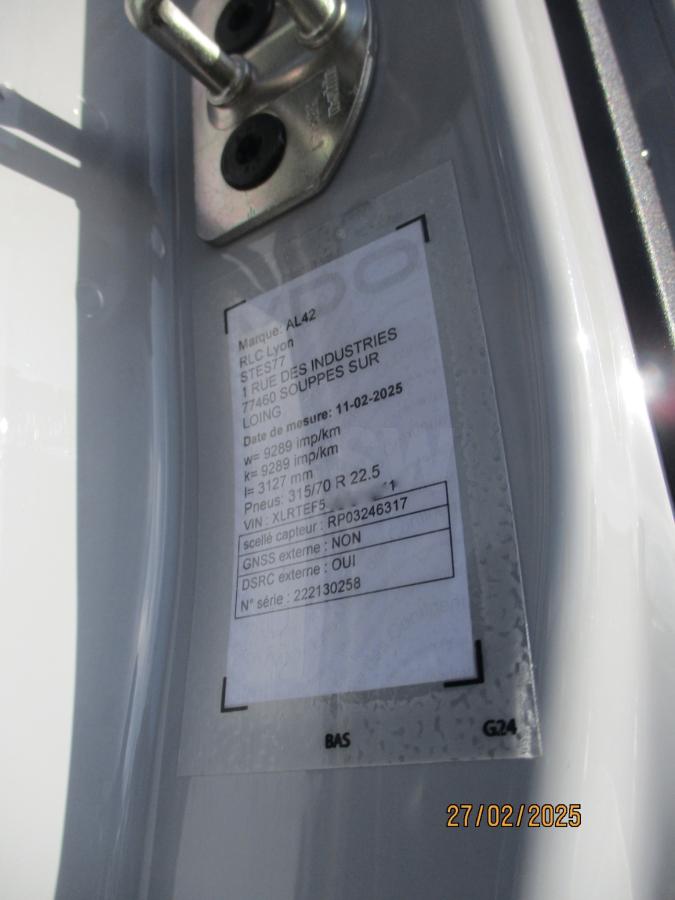 Marque: AL42
RLC Lyon
STES77
1 RUE DES INDUSTRIES
77460 SOUPPES SUR
LOING
Date de mesure: 11-02-2025
w= 9289 imp/km
k= 9289 imp/km
l= 3127 mm
Pneus: 315/70 R 22.5
VIN : XLRTEF5
scellé capteur : RP03246317
GNSS externe : NON
DSRC externe : OUI
N° série : 222130258
BAS G24
27/02/2025